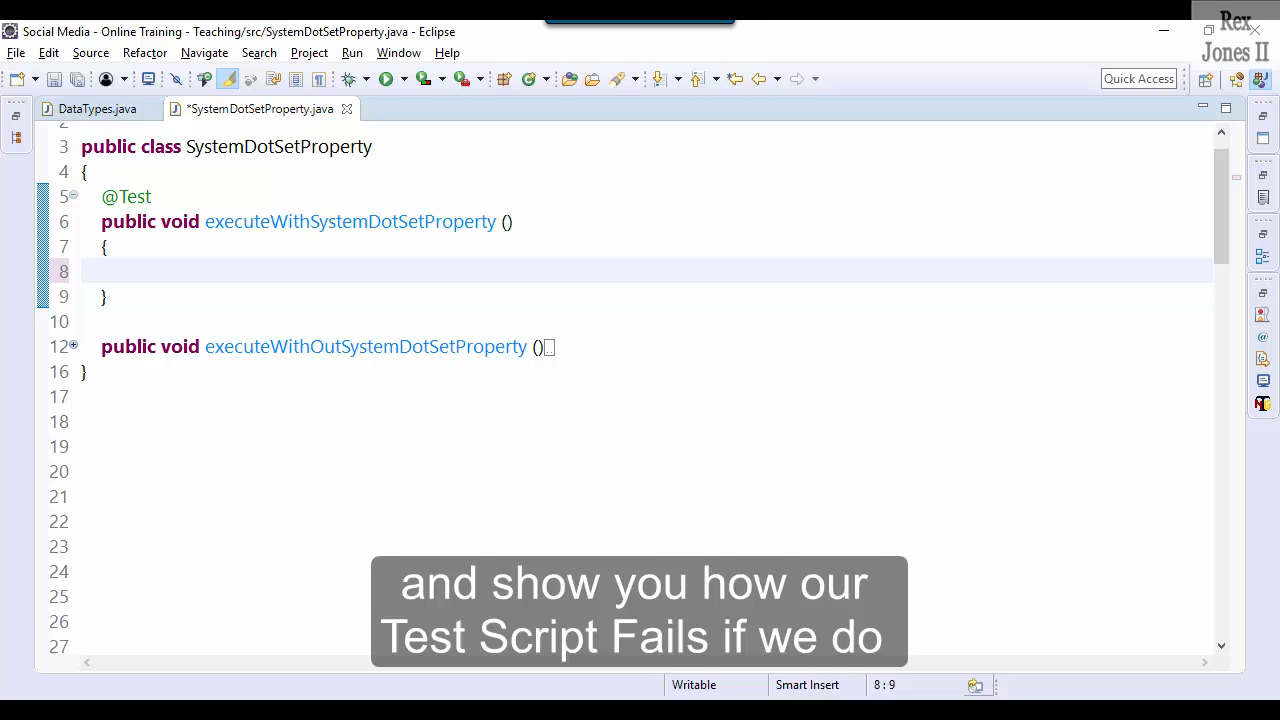 Social Media - Online Training - Teaching/src/SystemDotSetProperty.java - Eclipse
Rex
Jones II
File Edit Source Refactor Navigate Search Project Run Window Help
Quick Access
DataTypes.java *SystemDotSetProperty.java
2
3 public class SystemDotSetProperty
4 {
5 @Test
6 public void executeWithSystemDotSetProperty ()
7 {
8
9 }
10
12 public void executeWithOutSystemDotSetProperty ()
16 }
17
18
19
20
21
22
23
24
25
26
27
and show you how our
Test Script Fails if we do
Writable Smart Insert 8 : 9